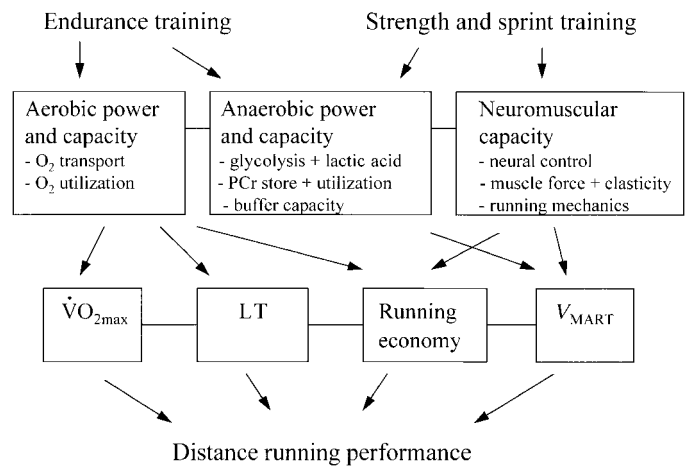 Endurance training
Strength and sprint training
Aerobic power
and capacity
- O₂ transport
- O₂ utilization
Anaerobic power
and capacity
- glycolysis + lactic acid
- PCr store + utilization
- buffer capacity
Neuromuscular
capacity
- neural control
- muscle force + elasticity
- running mechanics
V̇O₂max
LT
Running
economy
V_MART
Distance running performance